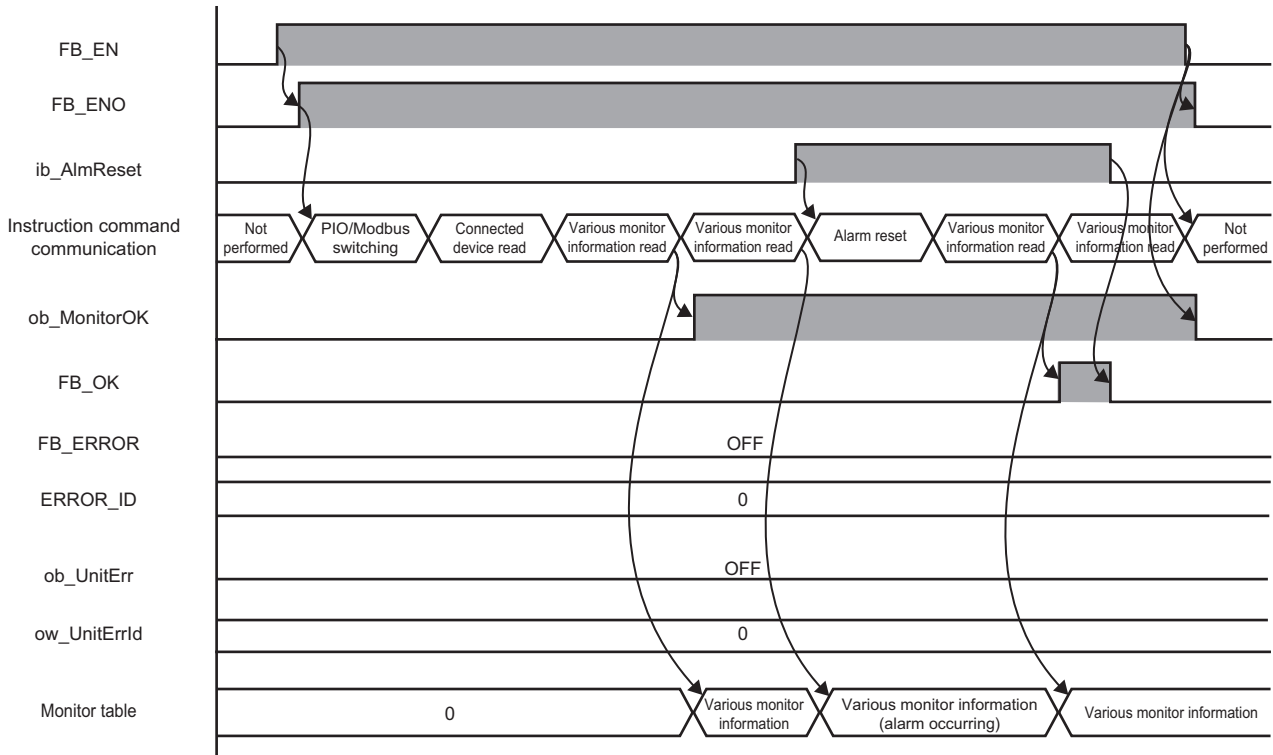 FB_EN
FB_ENO
ib_AlmReset
Instruction command
communication
Not
performed
PIO/Modbus
switching
Connected
device read
Various monitor
information read
Various monitor
information read
Alarm reset
Various monitor
information read
Various monitor
information read
Not
performed
ob_MonitorOK
FB_OK
FB_ERROR
OFF
ERROR_ID
0
ob_UnitErr
OFF
ow_UnitErrId
0
Monitor table
0
Various monitor
information
Various monitor information
(alarm occurring)
Various monitor information